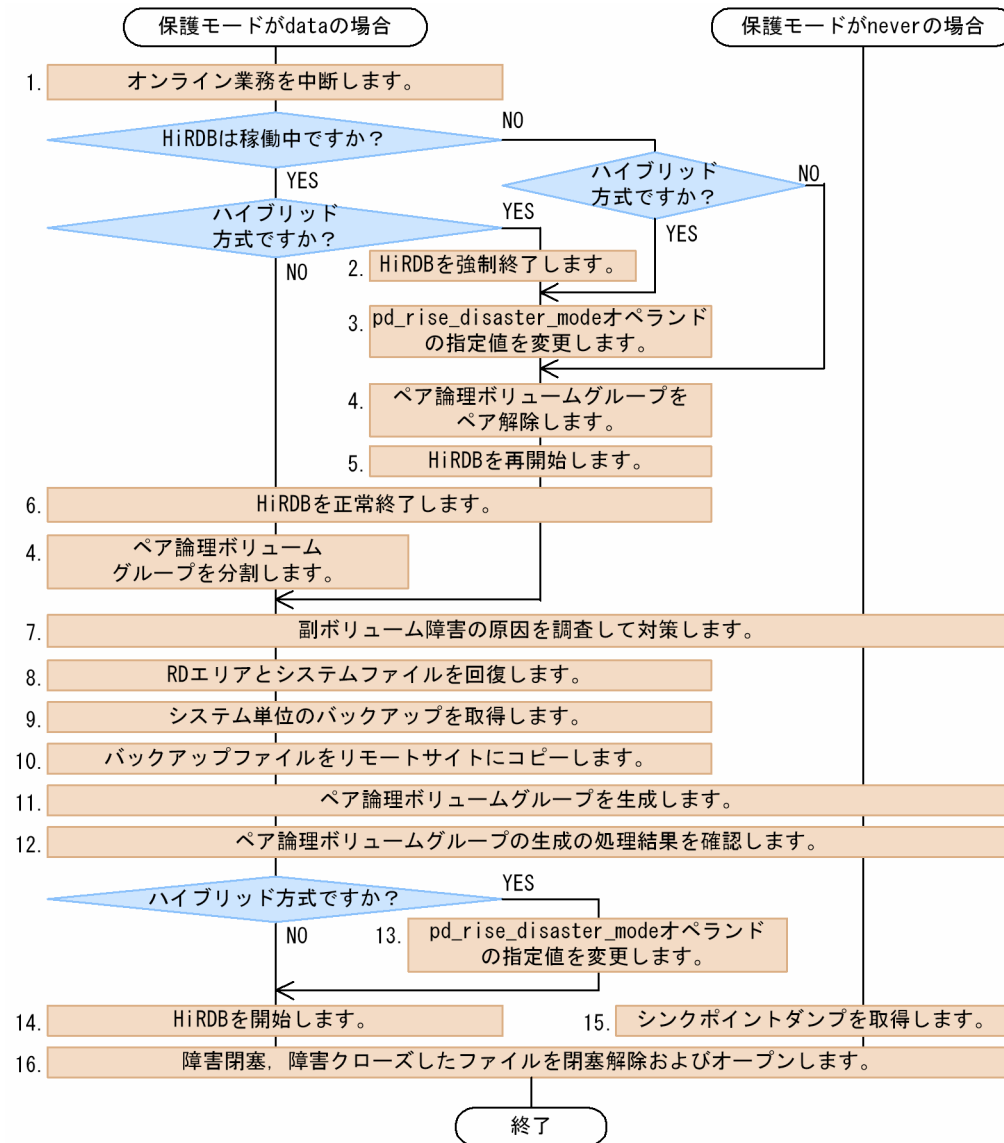 保護モードがdataの場合
保護モードがneverの場合
1. オンライン業務を中断します。
HiRDBは稼働中ですか？
NO
YES
ハイブリッド
方式ですか？
NO
YES
ハイブリッド
方式ですか？
YES
NO
2. HiRDBを強制終了します。
3. pd_rise_disaster_modeオペランド
の指定値を変更します。
4. ペア論理ボリュームグループを
ペア解除します。
5. HiRDBを再開始します。
6. HiRDBを正常終了します。
4. ペア論理ボリューム
グループを分割します。
7. 副ボリューム障害の原因を調査して対策します。
8. RDエリアとシステムファイルを回復します。
9. システム単位のバックアップを取得します。
10. バックアップファイルをリモートサイトにコピーします。
11. ペア論理ボリュームグループを生成します。
12. ペア論理ボリュームグループの生成の処理結果を確認します。
ハイブリッド方式ですか？
YES
NO
13. pd_rise_disaster_modeオペランド
の指定値を変更します。
14. HiRDBを開始します。
15. シンクポイントダンプを取得します。
16. 障害閉塞，障害クローズしたファイルを閉塞解除およびオープンします。
終了